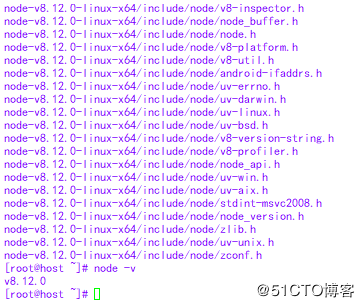 node-v8.12.0-linux-x64/include/node/v8-inspector.h
node-v8.12.0-linux-x64/include/node/node_buffer.h
node-v8.12.0-linux-x64/include/node/node.h
node-v8.12.0-linux-x64/include/node/v8-platform.h
node-v8.12.0-linux-x64/include/node/v8-util.h
node-v8.12.0-linux-x64/include/node/android-ifaddrs.h
node-v8.12.0-linux-x64/include/node/uv-errno.h
node-v8.12.0-linux-x64/include/node/uv-darwin.h
node-v8.12.0-linux-x64/include/node/uv-linux.h
node-v8.12.0-linux-x64/include/node/uv-bsd.h
node-v8.12.0-linux-x64/include/node/v8-version-string.h
node-v8.12.0-linux-x64/include/node/v8-profiler.h
node-v8.12.0-linux-x64/include/node/node_api.h
node-v8.12.0-linux-x64/include/node/uv-win.h
node-v8.12.0-linux-x64/include/node/uv-aix.h
node-v8.12.0-linux-x64/include/node/stdint-msvc2008.h
node-v8.12.0-linux-x64/include/node/node_version.h
node-v8.12.0-linux-x64/include/node/zlib.h
node-v8.12.0-linux-x64/include/node/uv-unix.h
node-v8.12.0-linux-x64/include/node/zconf.h
[root@host ~]# node -v
v8.12.0
[root@host ~]#
@51CTO博客